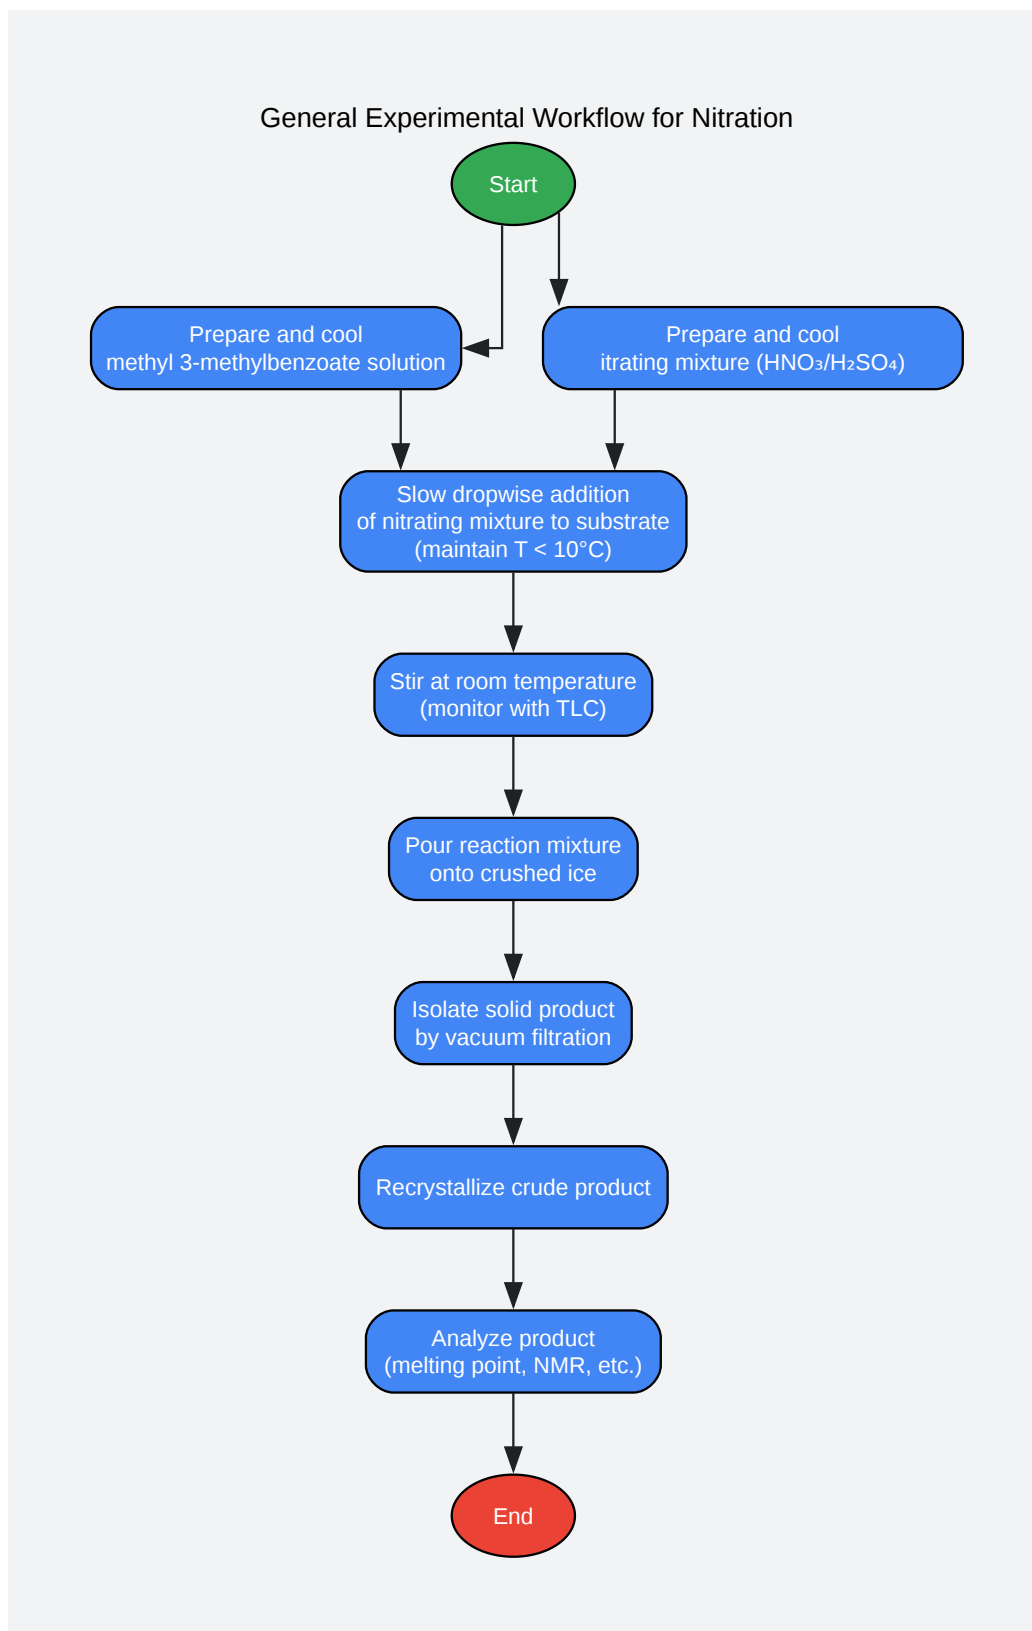 General Experimental Workflow for Nitration
Start
Prepare and cool
methyl 3-methylbenzoate solution
Prepare and cool
itrating mixture (HNO₃/H₂SO₄)
Slow dropwise addition
of nitrating mixture to substrate
(maintain T < 10°C)
Stir at room temperature
(monitor with TLC)
Pour reaction mixture
onto crushed ice
Isolate solid product
by vacuum filtration
Recrystallize crude product
Analyze product
(melting point, NMR, etc.)
End